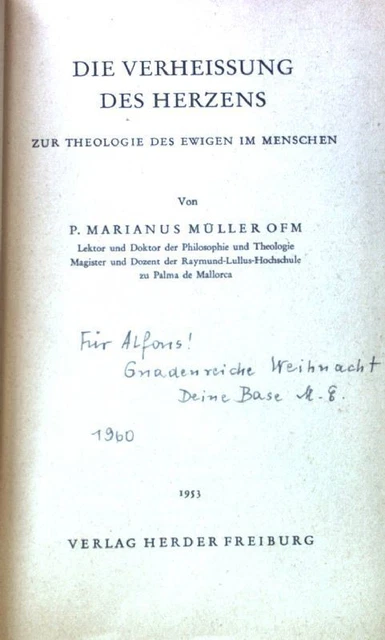 DIE VERHEISSUNG
DES HERZENS
ZUR THEOLOGIE DES EWIGEN IM MENSCHEN
Von
P. MARIANUS MÜLLER OFM
Lektor und Doktor der Philosophie und Theologie
Magister und Dozent der Raymund-Lullus-Hochschule
zu Palma de Mallorca
Für Alfons!
Gnadenreiche Weihnacht
Deine Base M. E.
1960
1953
VERLAG HERDER FREIBURG